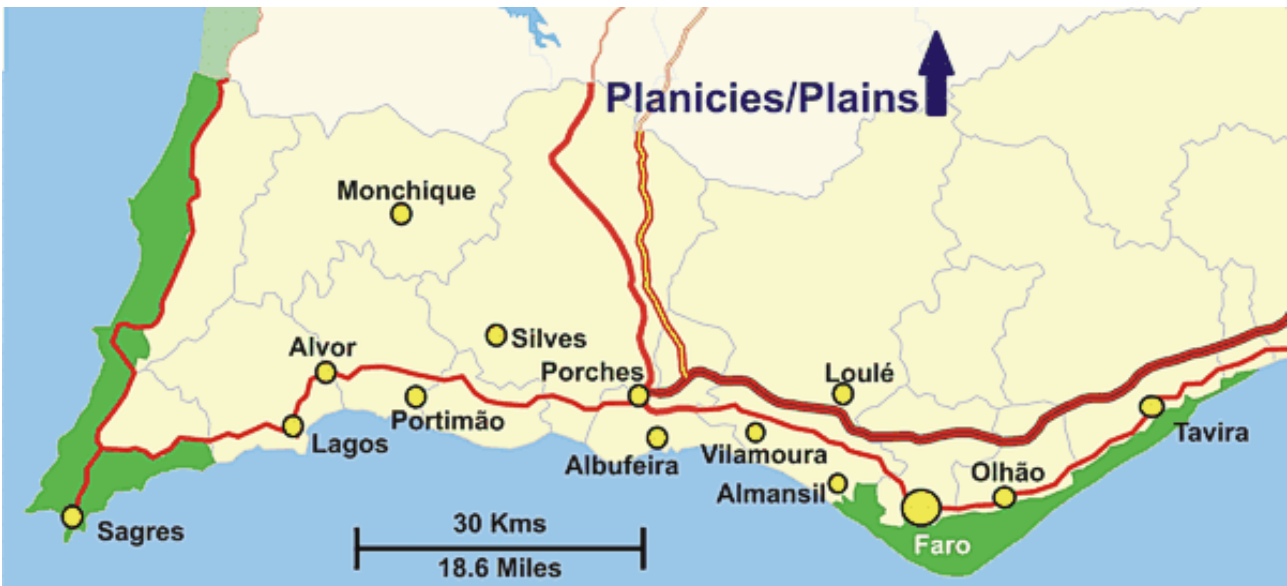 Planicies/Plains
Monchique
Silves
Alvor
Porches
Loulé
Portimão
Lagos
Tavira
Vilamoura
Albufeira
Olhão
Almansil
Sagres
30 Kms
18.6 Miles
Faro